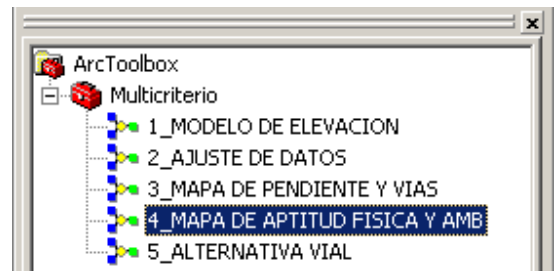 ArcToolbox
Multicriterio
1_MODELO DE ELEVACION
2_AJUSTE DE DATOS
3_MAPA DE PENDIENTE Y VIAS
4_MAPA DE APTITUD FISICA Y AMB
5_ALTERNATIVA VIAL